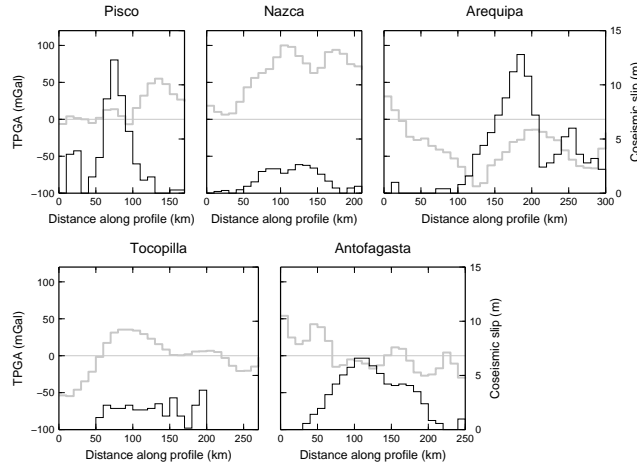 Pisco
Nazca
Arequipa
TPGA (mGal)
100
50
0
−50
−100
0 50 100 150
Distance along profile (km)
0 50 100 150 200
Distance along profile (km)
0 50 100 150 200 250 300
Distance along profile (km)
15
10
5
0
Coseismic slip (m)
Tocopilla
Antofagasta
TPGA (mGal)
100
50
0
−50
−100
0 50 100 150 200 250
Distance along profile (km)
0 50 100 150 200 250
Distance along profile (km)
15
10
5
0
Coseismic slip (m)